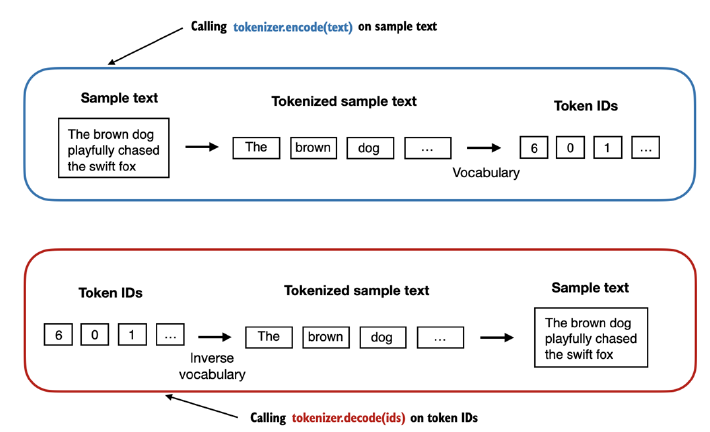 Calling tokenizer.encode(text) on sample text
Sample text
Tokenized sample text
Token IDs
The brown dog
playfully chased
the swift fox
The brown dog ...
6 0 1 ...
Vocabulary
Token IDs
Tokenized sample text
Sample text
6 0 1 ...
Inverse
vocabulary
The brown dog ...
The brown dog
playfully chased
the swift fox
Calling tokenizer.decode(ids) on token IDs